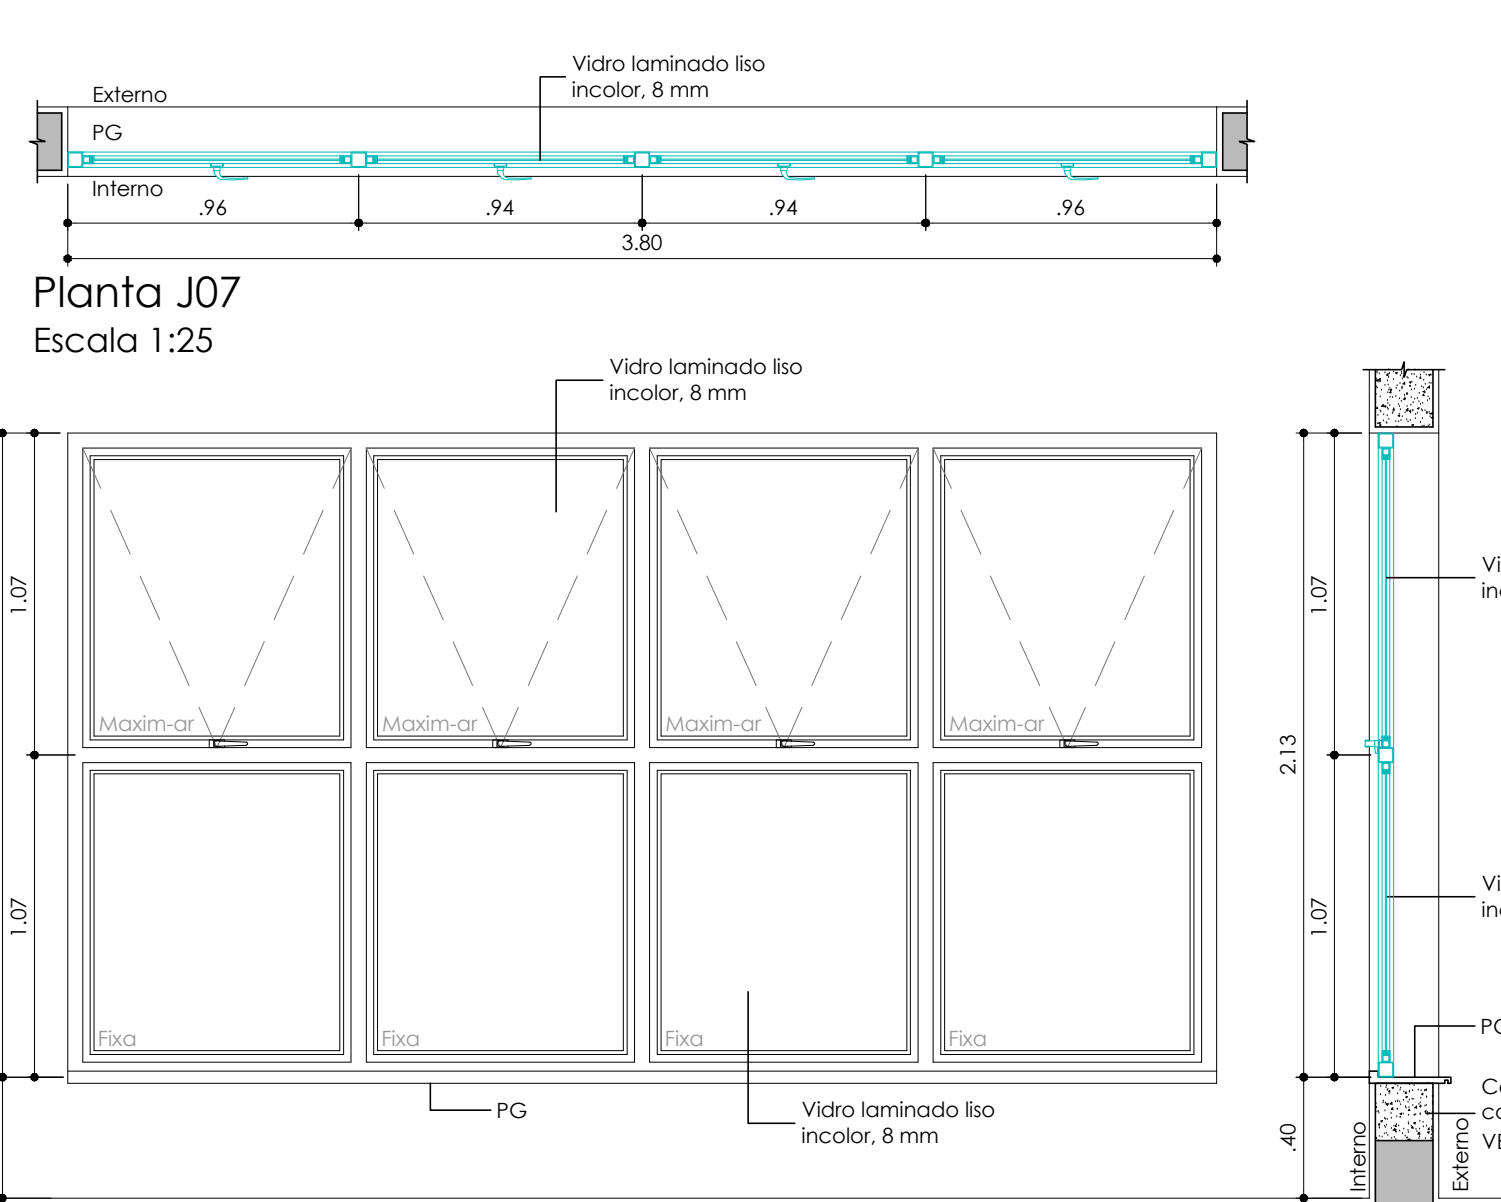 Vidro laminado liso
incolor, 8 mm
Externo
PG
Interno
.96
.94
.94
.96
3.80
Planta J07
Escala 1:25
Vidro laminado liso
incolor, 8 mm
1.07
1.07
Maxim-ar
Maxim-ar
Maxim-ar
Maxim-ar
Fixa
Fixa
Fixa
Fixa
PG
Vidro laminado liso
incolor, 8 mm
1.07
2.13
1.07
.40
Interno
Externo